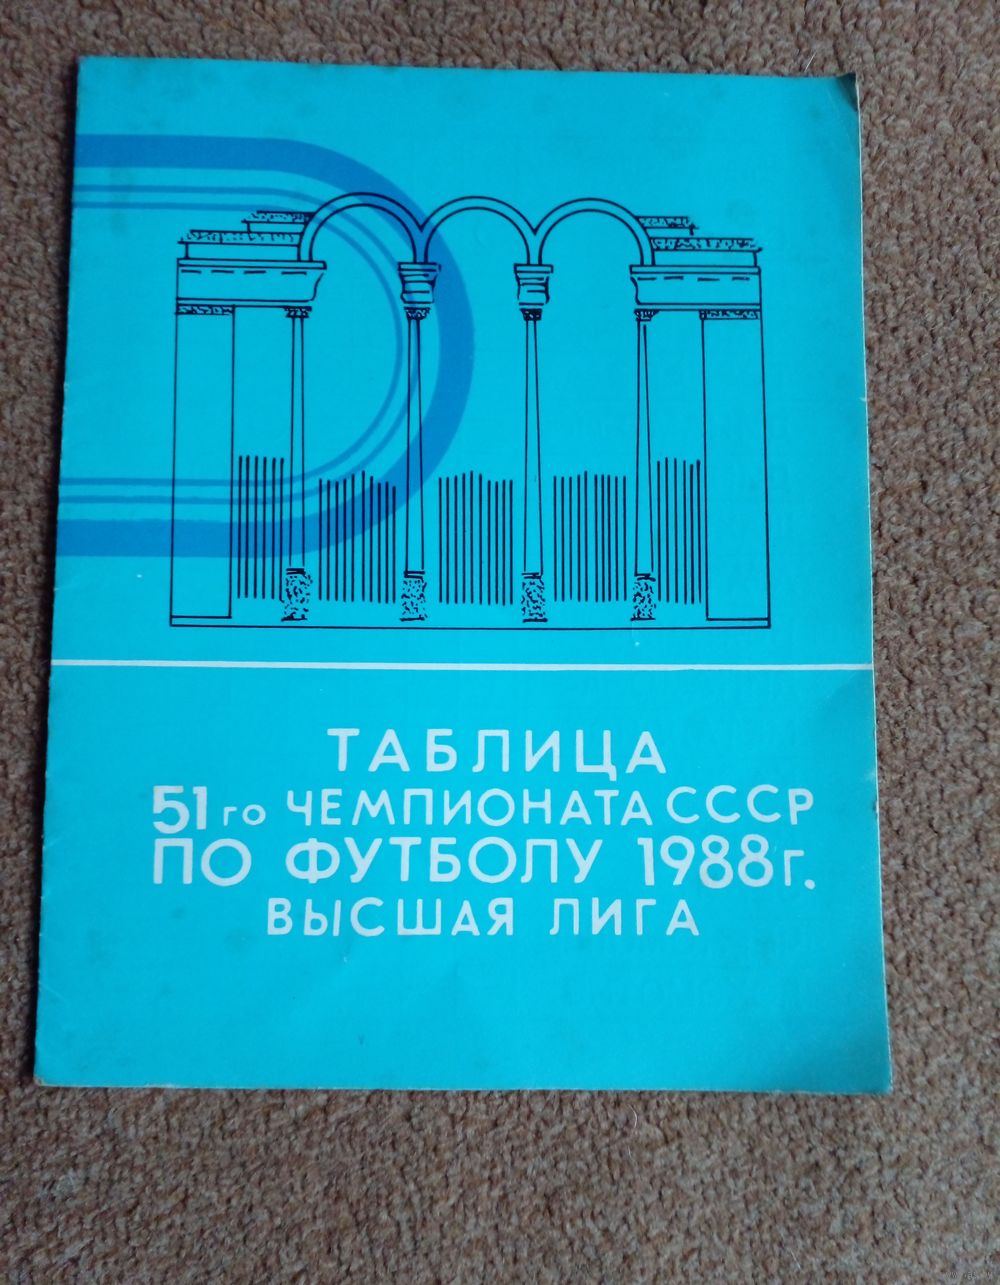 ТАБЛИЦА
51го ЧЕМПИОНАТА СССР
ПО ФУТБОЛУ 1988г.
ВЫСШАЯ ЛИГА